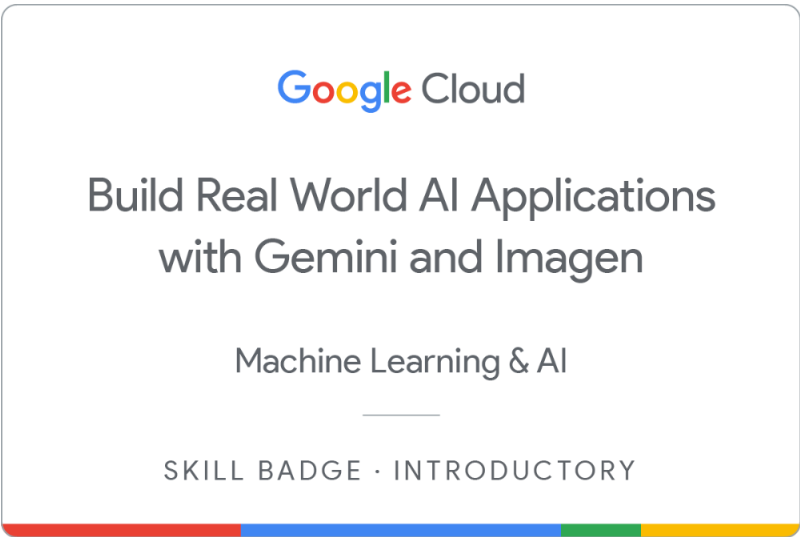 Google Cloud
Build Real World AI Applications
with Gemini and Imagen
Machine Learning & AI
SKILL BADGE · INTRODUCTORY